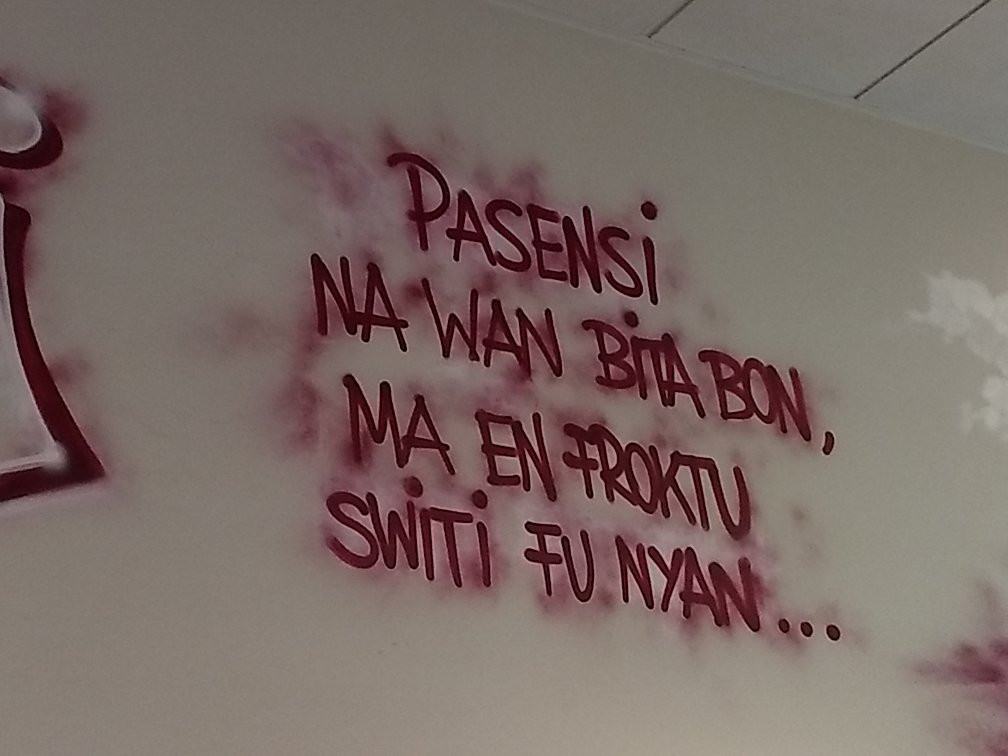 PASENSI
NA WAN BITA BON,
MA EN FROKTU
SWITI FU NYAN...